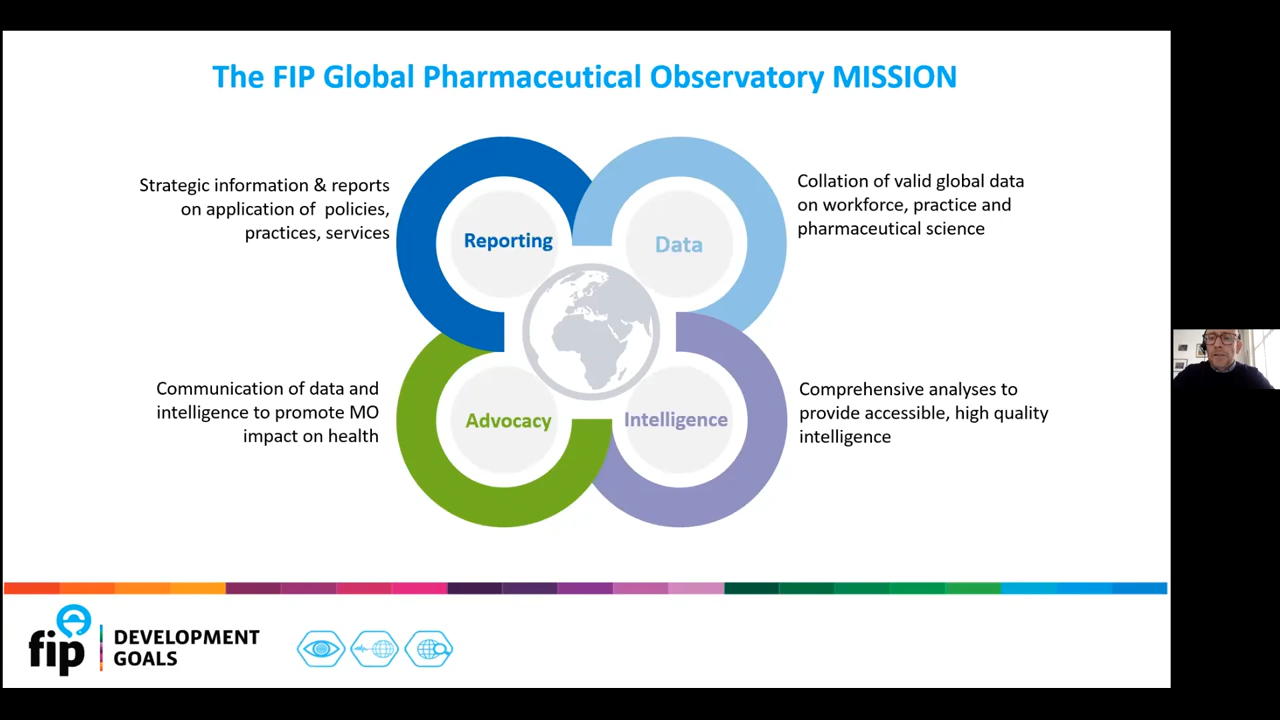 The FIP Global Pharmaceutical Observatory MISSION
Strategic information & reports
on application of policies,
practices, services
Reporting
Data
Collation of valid global data
on workforce, practice and
pharmaceutical science
Communication of data and
intelligence to promote MO
impact on health
Advocacy
Intelligence
Comprehensive analyses to
provide accessible, high quality
intelligence
fip
DEVELOPMENT
GOALS